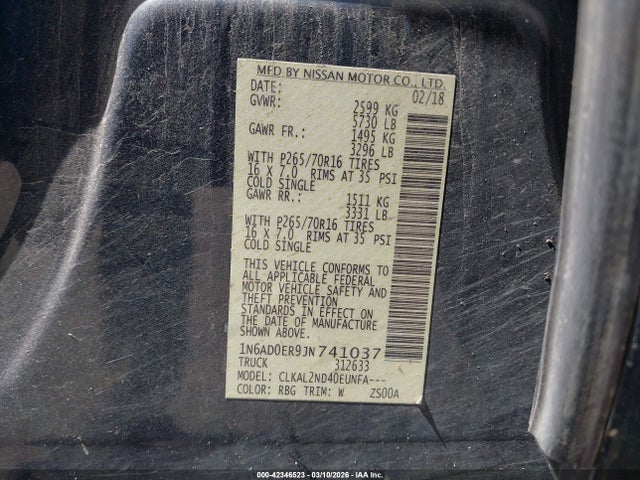 MFD BY NISSAN MOTOR CO., LTD.
DATE: 02/18
GVWR: 2599 KG
5730 LB
GAWR FR.: 1495 KG
3296 LB
WITH P265/70R16 TIRES
16 X 7.0 RIMS AT 35 PSI
COLD SINGLE
GAWR RR.: 1511 KG
3331 LB
WITH P265/70R16 TIRES
16 X 7.0 RIMS AT 35 PSI
COLD SINGLE
THIS VEHICLE CONFORMS TO
ALL APPLICABLE FEDERAL
MOTOR VEHICLE SAFETY AND
THEFT PREVENTION
STANDARDS IN EFFECT ON
THE DATE OF MANUFACTURE
SHOWN ABOVE.
1N6AD0ER9JN741037
TRUCK 312633
MODEL: CLKAL2ND40EUNFA---
COLOR: RBG TRIM: W ZS00A
000-42346523 — 03/10/2026 — IAAI.COM